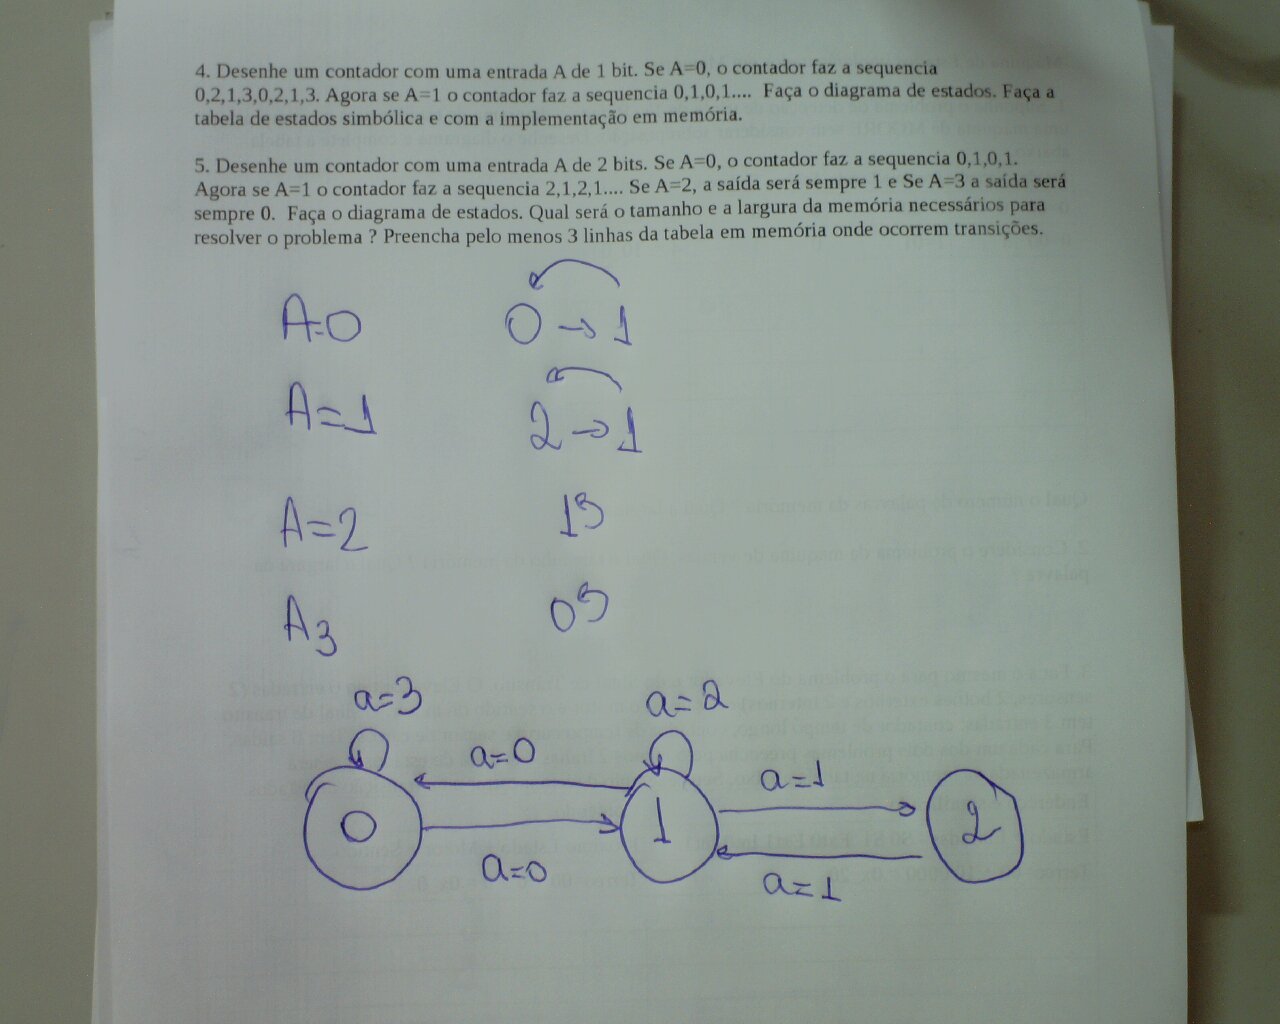 4. Desenhe um contador com uma entrada A de 1 bit. Se A=0, o contador faz a sequencia
0,2,1,3,0,2,1,3. Agora se A=1 o contador faz a sequencia 0,1,0,1.... Faça o diagrama de estados. Faça a
tabela de estados simbólica e com a implementação em memória.
5. Desenhe um contador com uma entrada A de 2 bits. Se A=0, o contador faz a sequencia 0,1,0,1.
Agora se A=1 o contador faz a sequencia 2,1,2,1.... Se A=2, a saída será sempre 1 e Se A=3 a saída será
sempre 0. Faça o diagrama de estados. Qual será o tamanho e a largura da memória necessários para
resolver o problema ? Preencha pelo menos 3 linhas da tabela em memória onde ocorrem transições.
A=0 0→1
A=1 2→1
A=2 1
A3 0
a=3 a=2
a=0 a=1
0 1 2
a=0 a=1